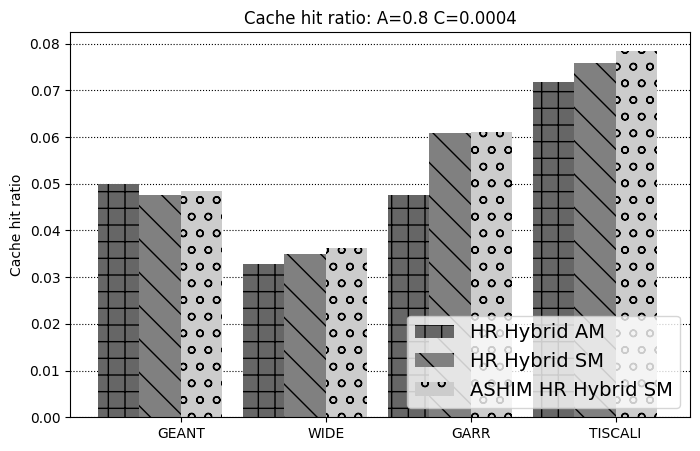 Cache hit ratio: A=0.8 C=0.0004
Cache hit ratio
0.08
0.07
0.06
0.05
0.04
0.03
0.02
0.01
0.00
HR Hybrid AM
HR Hybrid SM
ASHIM HR Hybrid SM
GEANT WIDE GARR TISCALI